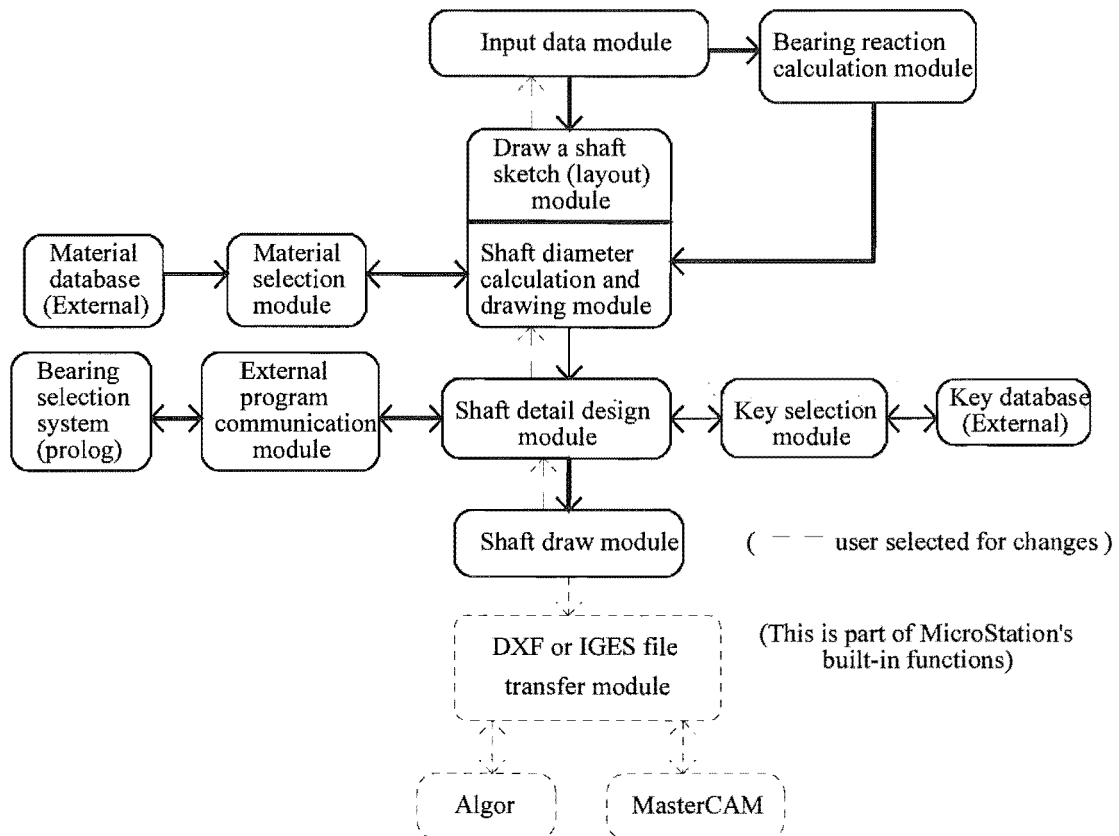 Input data module
Bearing reaction
calculation module
Draw a shaft
sketch (layout)
module
Material
database
(External)
Material
selection
module
Shaft diameter
calculation and
drawing module
Bearing
selection
system
(prolog)
External
program
communication
module
Shaft detail design
module
Key selection
module
Key database
(External)
Shaft draw module
( — — user selected for changes )
DXF or IGES file
transfer module
(This is part of MicroStation's
built-in functions)
Algor
MasterCAM